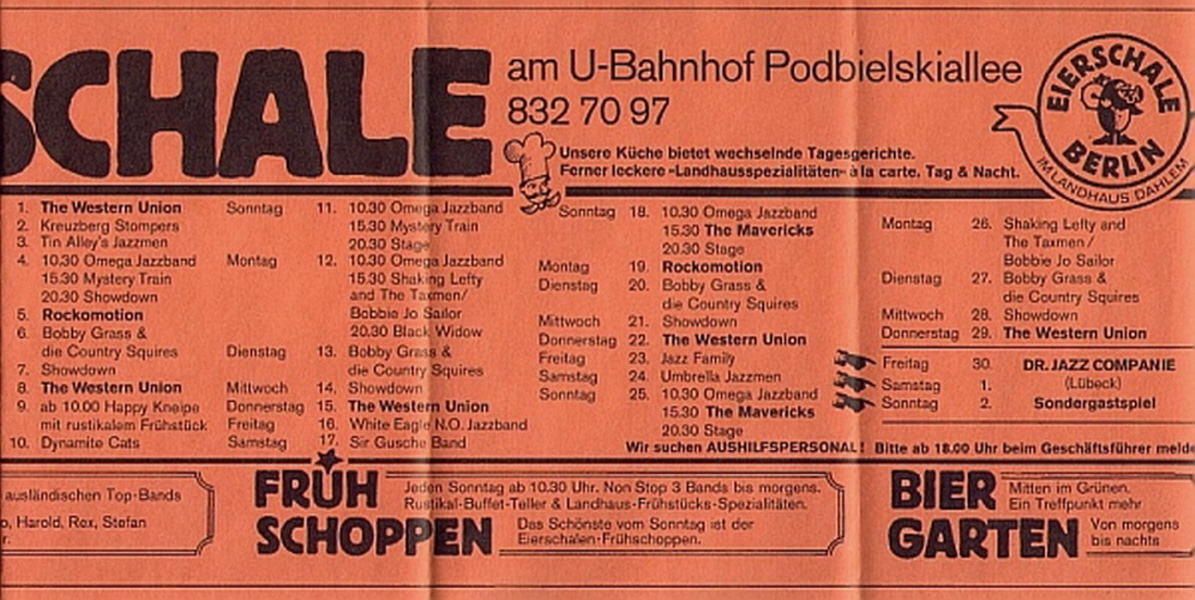 SCHALE
am U-Bahnhof Podbielskiallee
832 70 97
EIERSCHALE
BERLIN
IM LANDHAUS DAHLEM
Unsere Küche bietet wechselnde Tagesgerichte.
Ferner leckere -Landhausspezialitäten- à la carte. Tag & Nacht.
1. The Western Union
2. Kreuzberg Stompers
3. Tin Alley's Jazzmen
4. 10.30 Omega Jazzband
15.30 Mystery Train
20.30 Showdown
5. Rockomotion
6. Bobby Grass &
die Country Squires
7. Showdown
8. The Western Union
9. ab 10.00 Happy Kneipe
mit rustikalem Frühstück
10. Dynamite Cats
Sonntag 11. 10.30 Omega Jazzband
15.30 Mystery Train
20.30 Stage
Montag 12. 10.30 Omega Jazzband
15.30 Shaking Lefty
and The Taxmen/
Bobbie Jo Sailor
20.30 Black Widow
Dienstag 13. Bobby Grass &
die Country Squires
Mittwoch 14. Showdown
Donnerstag 15. The Western Union
Freitag 16. White Eagle N.O. Jazzband
Samstag 17. Sir Gusche Band
Sonntag 18. 10.30 Omega Jazzband
15.30 The Mavericks
20.30 Stage
Montag 19. Rockomotion
Dienstag 20. Bobby Grass &
die Country Squires
Mittwoch 21. Showdown
Donnerstag 22. The Western Union
Freitag 23. Jazz Family
Samstag 24. Umbrella Jazzmen
Sonntag 25. 10.30 Omega Jazzband
15.30 The Mavericks
20.30 Stage
Montag 26. Shaking Lefty and
The Taxmen/
Bobbie Jo Sailor
Dienstag 27. Bobby Grass &
die Country Squires
Mittwoch 28. Showdown
Donnerstag 29. The Western Union
Freitag 30. DR. JAZZ COMPANIE
Samstag 1. (Lübeck)
Sonntag 2. Sondergastspiel
Wir suchen AUSHILFSPERSONAL! Bitte ab 18.00 Uhr beim Geschäftsführer melde
ausländischen Top-Bands
o, Harold, Rex, Stefan
r.
FRÜH
SCHOPPEN
Jeden Sonntag ab 10.30 Uhr. Non Stop 3 Bands bis morgens.
Rustikal-Buffet-Teller & Landhaus-Frühstücks-Spezialitäten.
Das Schönste vom Sonntag ist der
Eierschalen-Frühschoppen.
BIER
GARTEN
Mitten im Grünen.
Ein Treffpunkt mehr
Von morgens
bis nachts